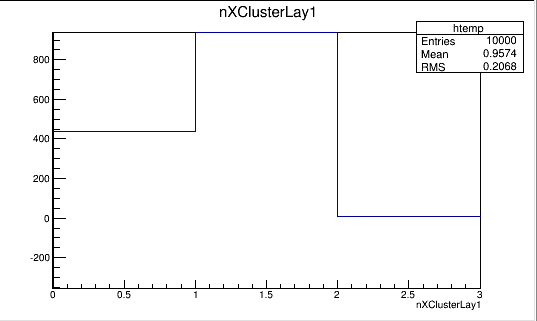 nXClusterLay1
htemp
Entries 10000
Mean 0.9574
RMS 0.2068
800
600
400
200
0
-200
0 0.5 1 1.5 2 2.5 3
nXClusterLay1